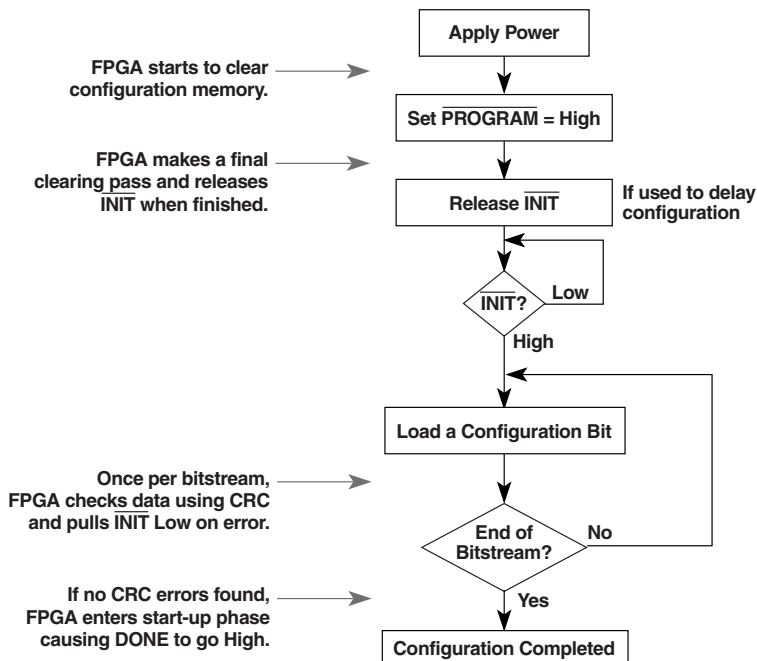 Apply Power
FPGA starts to clear
configuration memory.
Set PROGRAM = High
FPGA makes a final
clearing pass and releases
INIT when finished.
Release INIT
If used to delay
configuration
INIT?
Low
High
Load a Configuration Bit
Once per bitstream,
FPGA checks data using CRC
and pulls INIT Low on error.
End of
Bitstream?
No
Yes
If no CRC errors found,
FPGA enters start-up phase
causing DONE to go High.
Configuration Completed